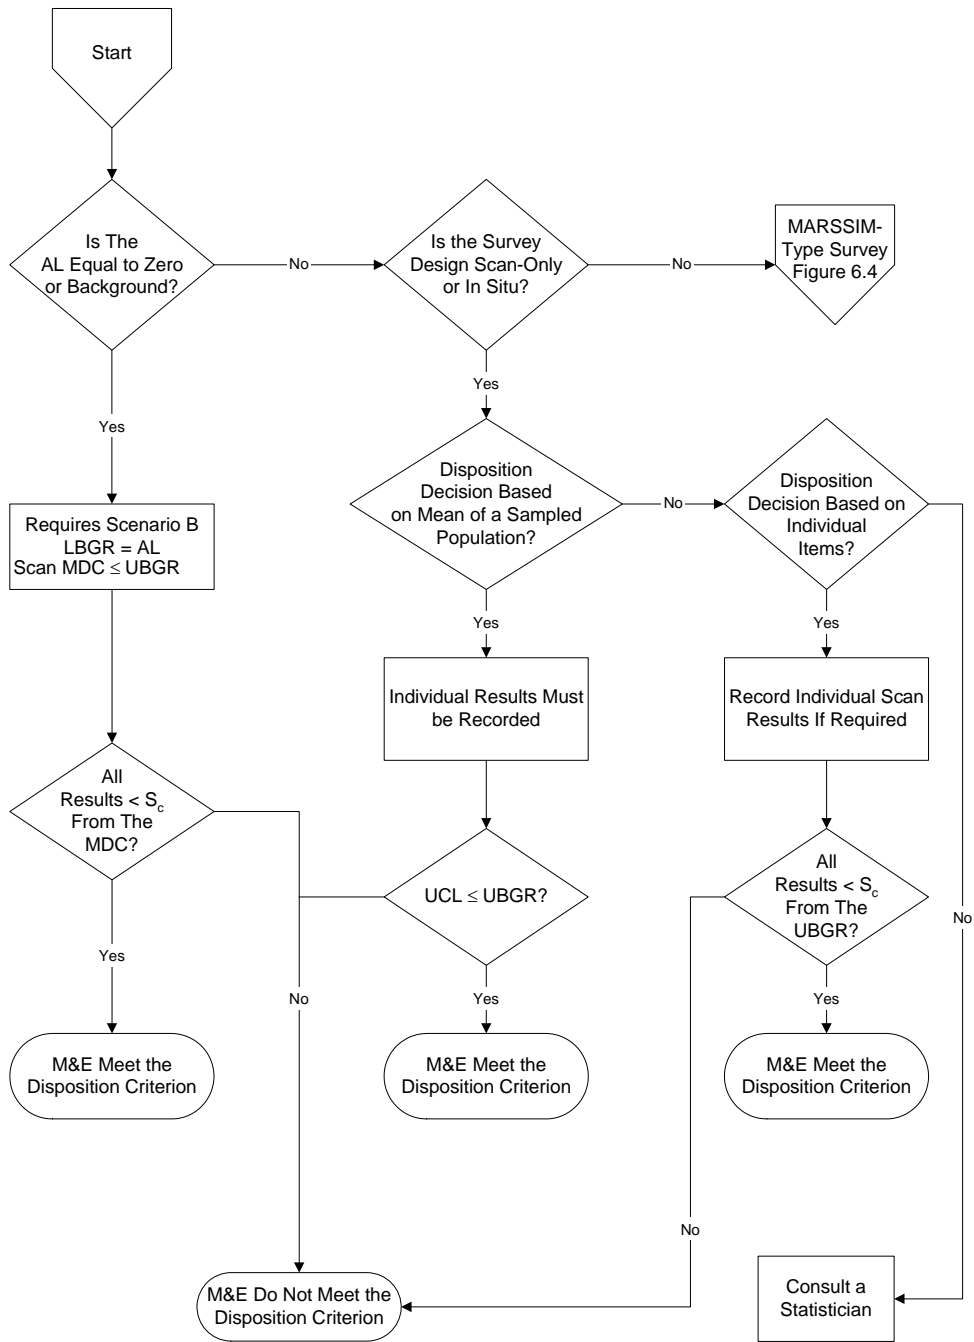 Start
Is The
AL Equal to Zero
or Background?
No
Is the Survey
Design Scan-Only
or In Situ?
No
MARSSIM-
Type Survey
Figure 6.4
Yes
Yes
Disposition
Decision Based
on Mean of a Sampled
Population?
No
Disposition
Decision Based on
Individual
Items?
Requires Scenario B
LBGR = AL
Scan MDC ≤ UBGR
Yes
Yes
Individual Results Must
be Recorded
Record Individual Scan
Results If Required
All
Results < Sc
From The
MDC?
UCL ≤ UBGR?
All
Results < Sc
From The
UBGR?
No
Yes
No
Yes
Yes
M&E Meet the
Disposition Criterion
M&E Meet the
Disposition Criterion
M&E Meet the
Disposition Criterion
No
M&E Do Not Meet the
Disposition Criterion
Consult a
Statistician